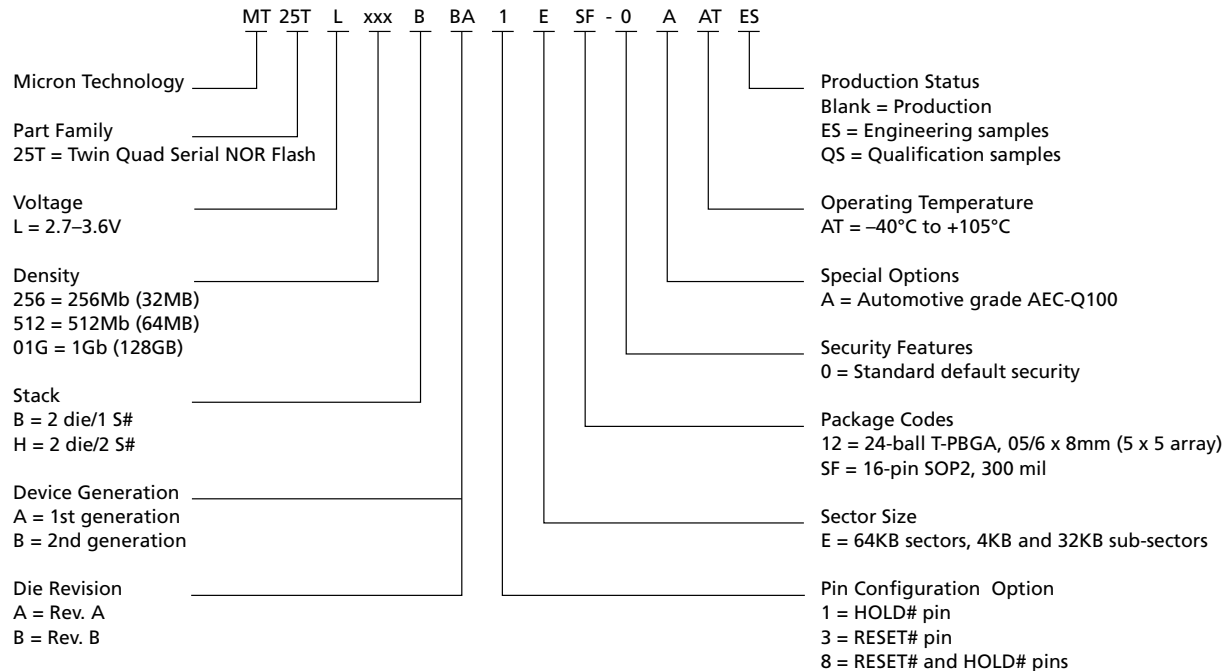 MT 25T L xxx B BA 1 E SF - 0 A AT ES
Micron Technology
Part Family
25T = Twin Quad Serial NOR Flash
Voltage
L = 2.7–3.6V
Density
256 = 256Mb (32MB)
512 = 512Mb (64MB)
01G = 1Gb (128GB)
Stack
B = 2 die/1 S#
H = 2 die/2 S#
Device Generation
A = 1st generation
B = 2nd generation
Die Revision
A = Rev. A
B = Rev. B
Production Status
Blank = Production
ES = Engineering samples
QS = Qualification samples
Operating Temperature
AT = –40°C to +105°C
Special Options
A = Automotive grade AEC-Q100
Security Features
0 = Standard default security
Package Codes
12 = 24-ball T-PBGA, 05/6 x 8mm (5 x 5 array)
SF = 16-pin SOP2, 300 mil
Sector Size
E = 64KB sectors, 4KB and 32KB sub-sectors
Pin Configuration Option
1 = HOLD# pin
3 = RESET# pin
8 = RESET# and HOLD# pins